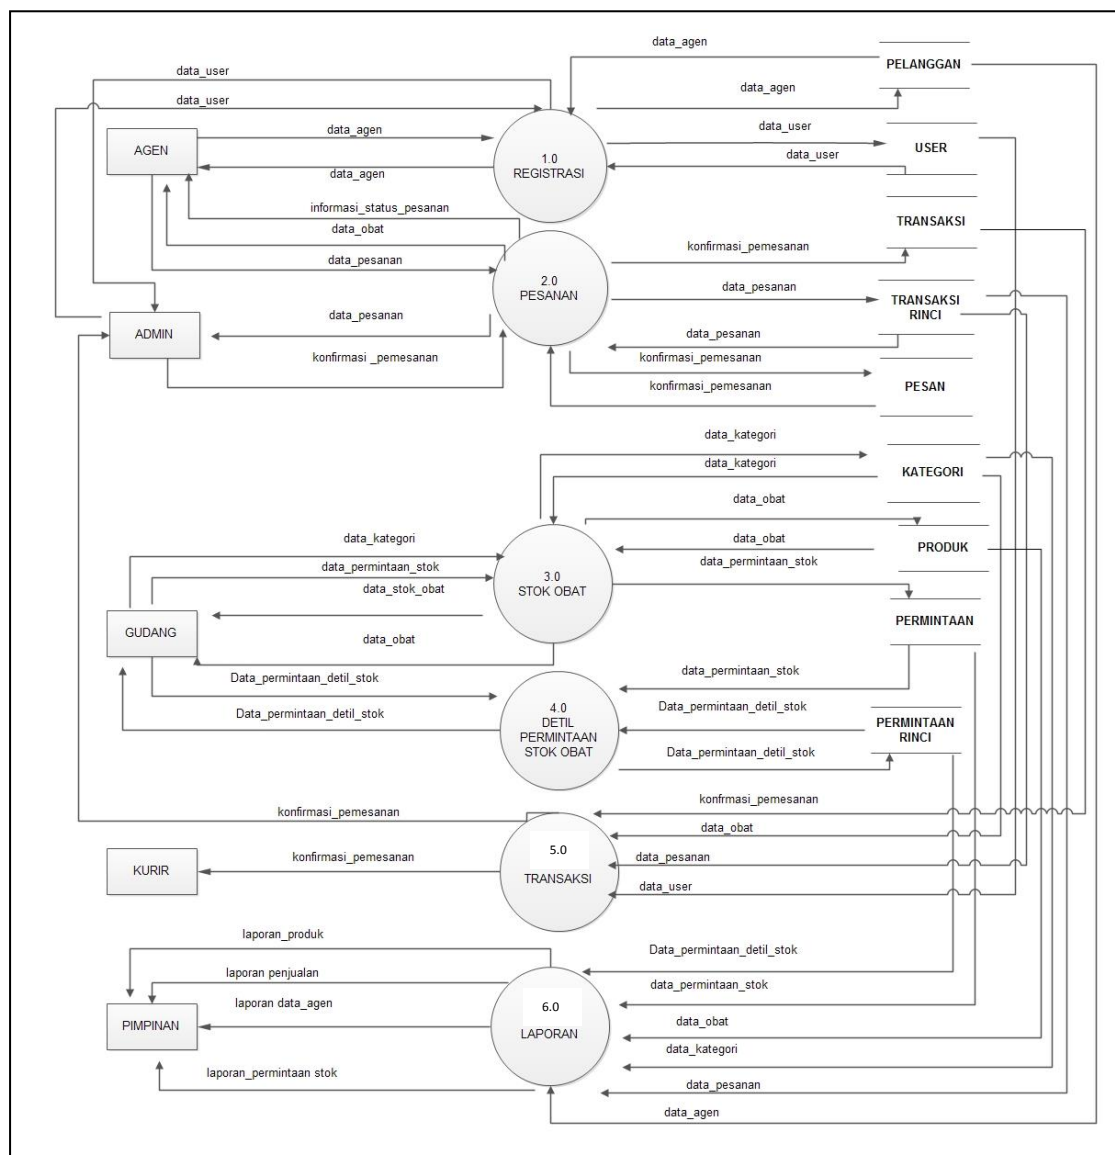 data_agen
PELANGGAN
data_user
data_agen
data_user
data_agen
data_user
AGEN
1.0
REGISTRASI
USER
data_user
data_agen
informasi_status_pesanan
data_obat
TRANSAKSI
data_pesanan
2.0
PESANAN
konfirmasi_pemesanan
data_pesanan
TRANSAKSI
RINCI
ADMIN
data_pesanan
data_pesanan
konfirmasi _pemesanan
konfirmasi_pemesanan
konfirmasi_pemesanan
PESAN
data_kategori
data_kategori
KATEGORI
data_obat
data_kategori
data_obat
PRODUK
data_permintaan_stok
data_permintaan_stok
3.0
STOK OBAT
data_stok_obat
GUDANG
data_obat
PERMINTAAN
Data_permintaan_detil_stok
data_permintaan_stok
Data_permintaan_detil_stok
4.0
DETIL
PERMINTAAN
STOK OBAT
Data_permintaan_detil_stok
PERMINTAAN
RINCI
Data_permintaan_detil_stok
konfirmasi_pemesanan
konfrmasi_pemesanan
data_obat
KURIR
konfirmasi_pemesanan
5.0
TRANSAKSI
data_pesanan
data_user
laporan_produk
Data_permintaan_detil_stok
laporan penjualan
data_permintaan_stok
laporan data_agen
PIMPINAN
6.0
LAPORAN
data_obat
data_kategori
laporan_permintaan stok
data_pesanan
data_agen